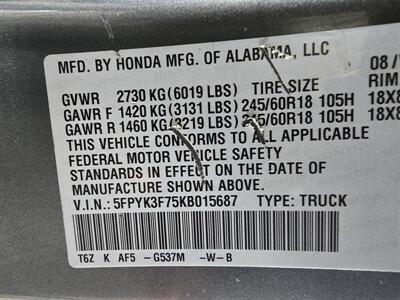 MFD. BY HONDA MFG. OF ALABAMA, LLC 08/
GVWR 2730 KG(6019 LBS) TIRE SIZE RIM
GAWR F 1420 KG(3131 LBS) 245/60R18 105H 18X8
GAWR R 1460 KG(3219 LBS) 245/60R18 105H 18X8
THIS VEHICLE CONFORMS TO ALL APPLICABLE
FEDERAL MOTOR VEHICLE SAFETY
STANDARDS IN EFFECT ON THE DATE OF
MANUFACTURE SHOWN ABOVE.
V.I.N.: 5FPYK3F75KB015687 TYPE: TRUCK
T6Z K AF5 -G537M -W-B